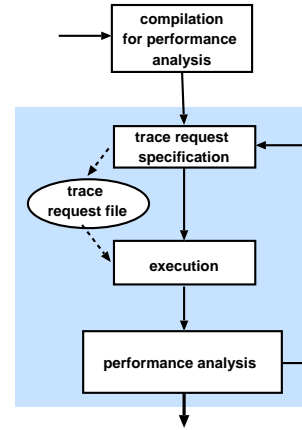 compilation
for performance
analysis
trace request
specification
trace
request file
execution
performance analysis